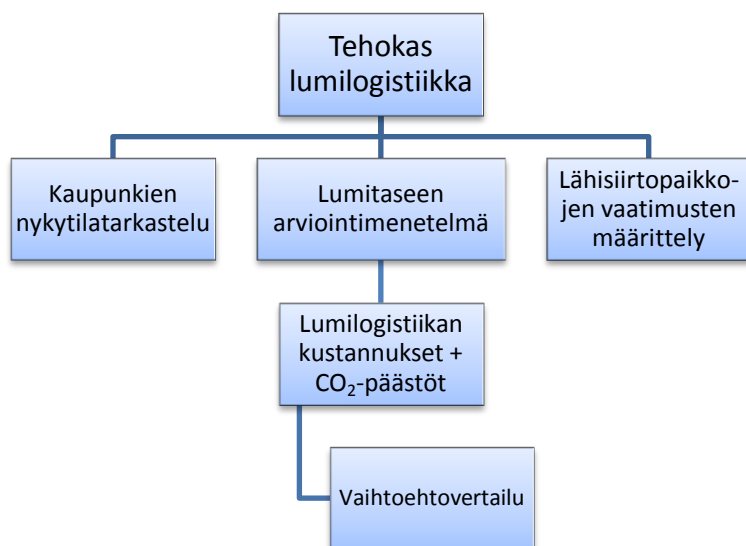 Tehokas
lumilogistiikka
Kaupunkien
nykytilatarkastelu
Lumitaseen
arviointimenetelmä
Lähisiirtopaikko-
jen vaatimusten
määrittely
Lumilogistiikan
kustannukset +
CO₂-päästöt
Vaihtoehtovertailu